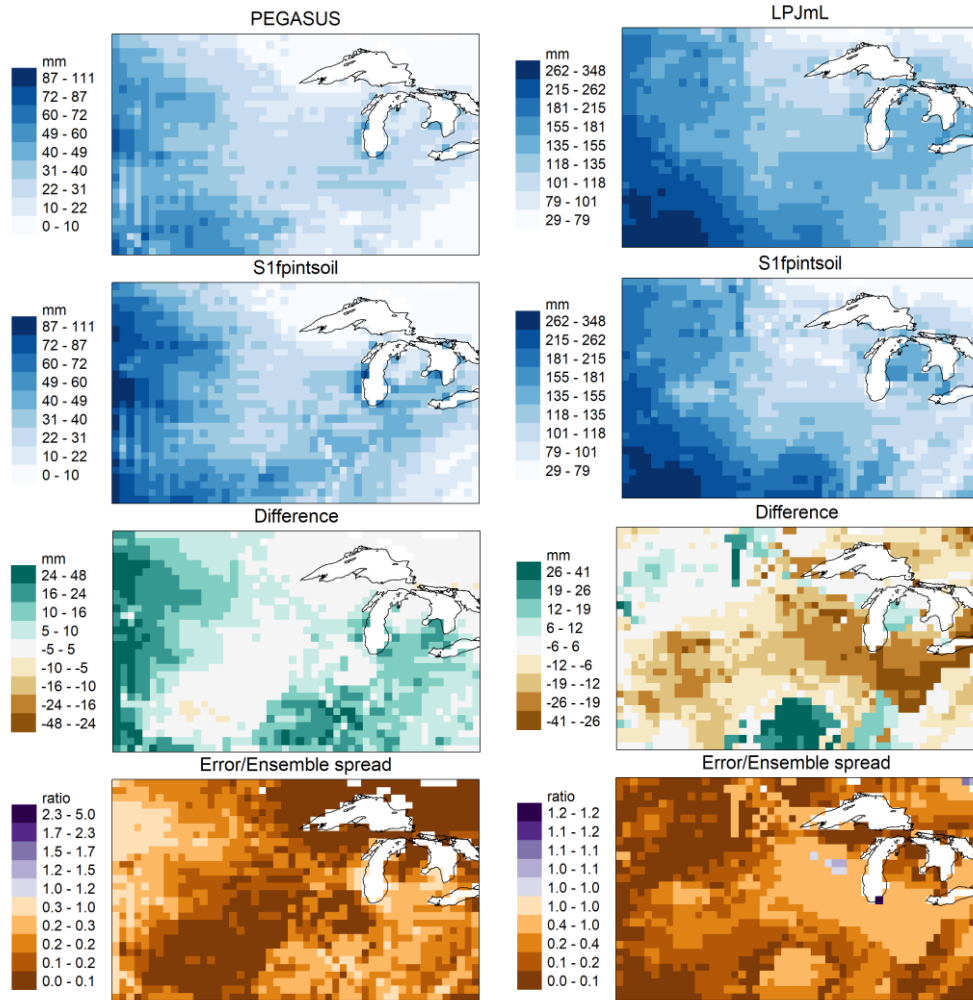 PEGASUS
mm
87 - 111
72 - 87
60 - 72
49 - 60
40 - 49
31 - 40
22 - 31
10 - 22
0 - 10
S1fpintsoil
mm
87 - 111
72 - 87
60 - 72
49 - 60
40 - 49
31 - 40
22 - 31
10 - 22
0 - 10
Difference
mm
24 - 48
16 - 24
10 - 16
5 - 10
-5 - 5
-10 - -5
-16 - -10
-24 - -16
-48 - -24
Error/Ensemble spread
ratio
2.3 - 5.0
1.7 - 2.3
1.5 - 1.7
1.2 - 1.5
1.0 - 1.2
0.3 - 1.0
0.2 - 0.3
0.2 - 0.2
0.1 - 0.2
0.0 - 0.1
LPJmL
mm
262 - 348
215 - 262
181 - 215
155 - 181
135 - 155
118 - 135
101 - 118
79 - 101
29 - 79
S1fpintsoil
mm
262 - 348
215 - 262
181 - 215
155 - 181
135 - 155
118 - 135
101 - 118
79 - 101
29 - 79
Difference
mm
26 - 41
19 - 26
12 - 19
6 - 12
-6 - 6
-12 - -6
-19 - -12
-26 - -19
-41 - -26
Error/Ensemble spread
ratio
1.2 - 1.2
1.1 - 1.2
1.1 - 1.1
1.0 - 1.1
1.0 - 1.0
1.0 - 1.0
0.4 - 1.0
0.2 - 0.4
0.1 - 0.2
0.0 - 0.1